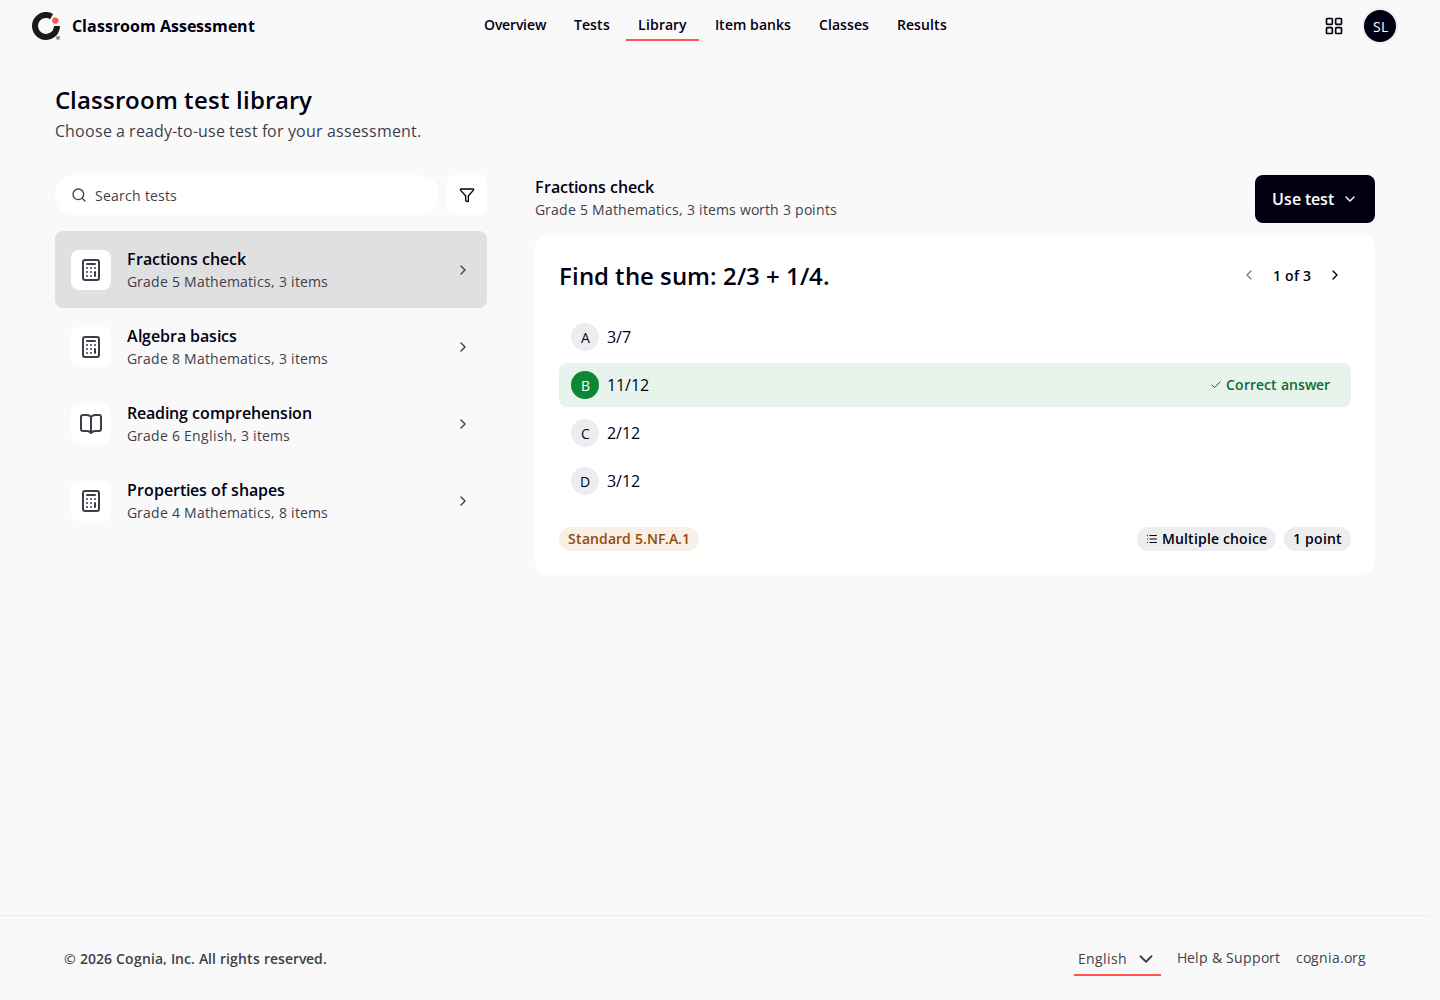 Classroom Assessment
Overview
Tests
Library
Item banks
Classes
Results
SL
Classroom test library
Choose a ready-to-use test for your assessment.
Search tests
Fractions check
Grade 5 Mathematics, 3 items
Algebra basics
Grade 8 Mathematics, 3 items
Reading comprehension
Grade 6 English, 3 items
Properties of shapes
Grade 4 Mathematics, 8 items
Fractions check
Grade 5 Mathematics, 3 items worth 3 points
Use test
Find the sum: 2/3 + 1/4.
1 of 3
A 3/7
B 11/12 Correct answer
C 2/12
D 3/12
Standard 5.NF.A.1
Multiple choice
1 point
© 2026 Cognia, Inc. All rights reserved.
English
Help & Support
cognia.org